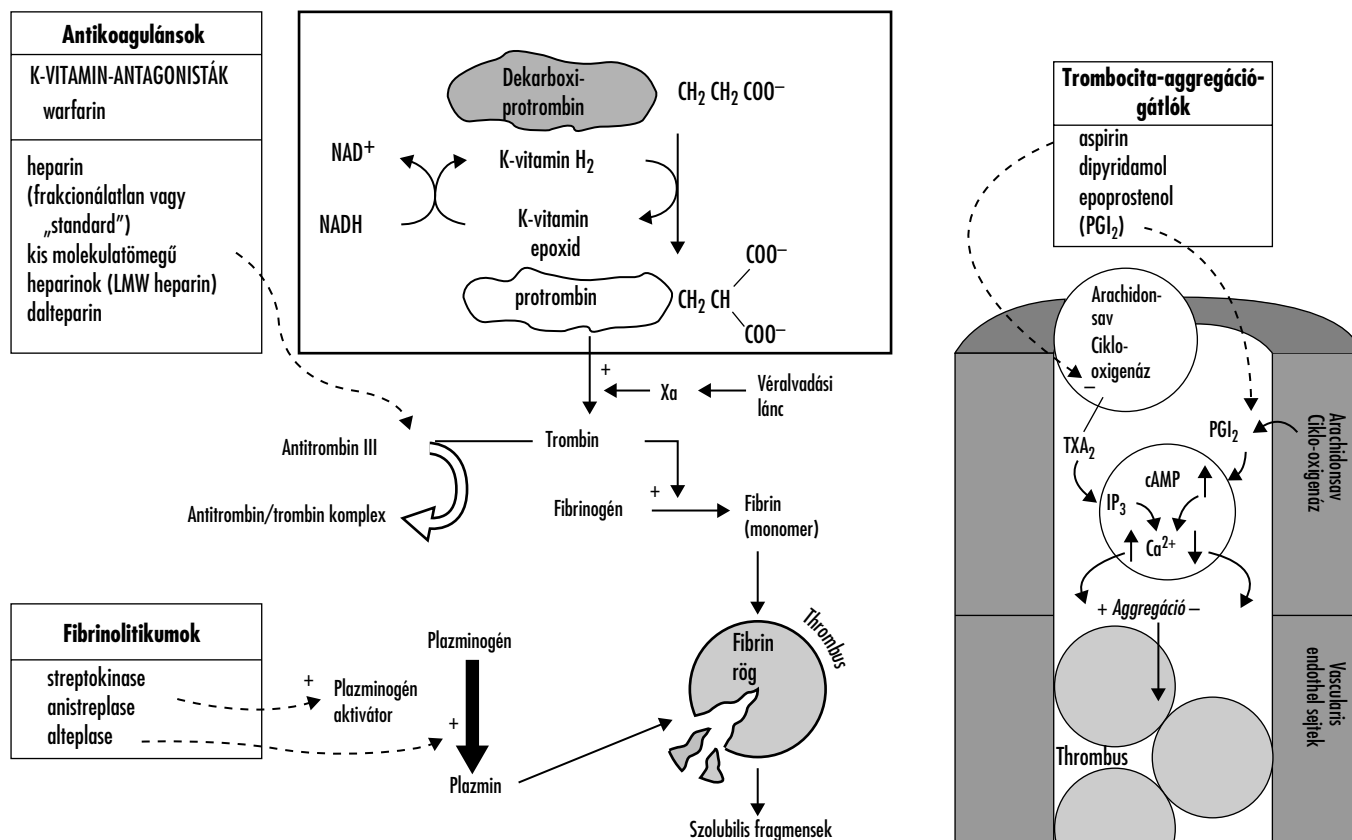 Antikoagulánsok
K-VITAMIN-ANTAGONISTÁK
warfarin
heparin
(frakcionálatlan vagy
„standard”)
kis molekulatömegű
heparinok (LMW heparin)
dalteparin
Dekarboxi-
protrombin
CH₂ CH₂ COO⁻
NAD⁺
K-vitamin H₂
NADH
K-vitamin
epoxid
protrombin
COO⁻
CH₂ CH
COO⁻
+
Xa
Véralvadási
lánc
Antitrombin III
Trombin
Antitrombin/trombin komplex
+
Fibrinogén
Fibrin
(monomer)
Fibrinolitikumok
streptokinase
anistreplase
alteplase
+
Plazminogén
aktivátor
Plazminogén
+
Plazmin
Thrombus
Fibrin
rög
Szolubilis fragmensek
Trombocita-aggregáció-
gátlók
aspirin
dipyridamol
epoprostenol
(PGI₂)
Arachidon-
sav
Ciklo-
oxigenáz
–
TXA₂
PGI₂
Arachidonsav
Ciklo-oxigenáz
cAMP
IP₃
Ca²⁺
+ Aggregáció –
Vascularis
endothel sejtek
Thrombus